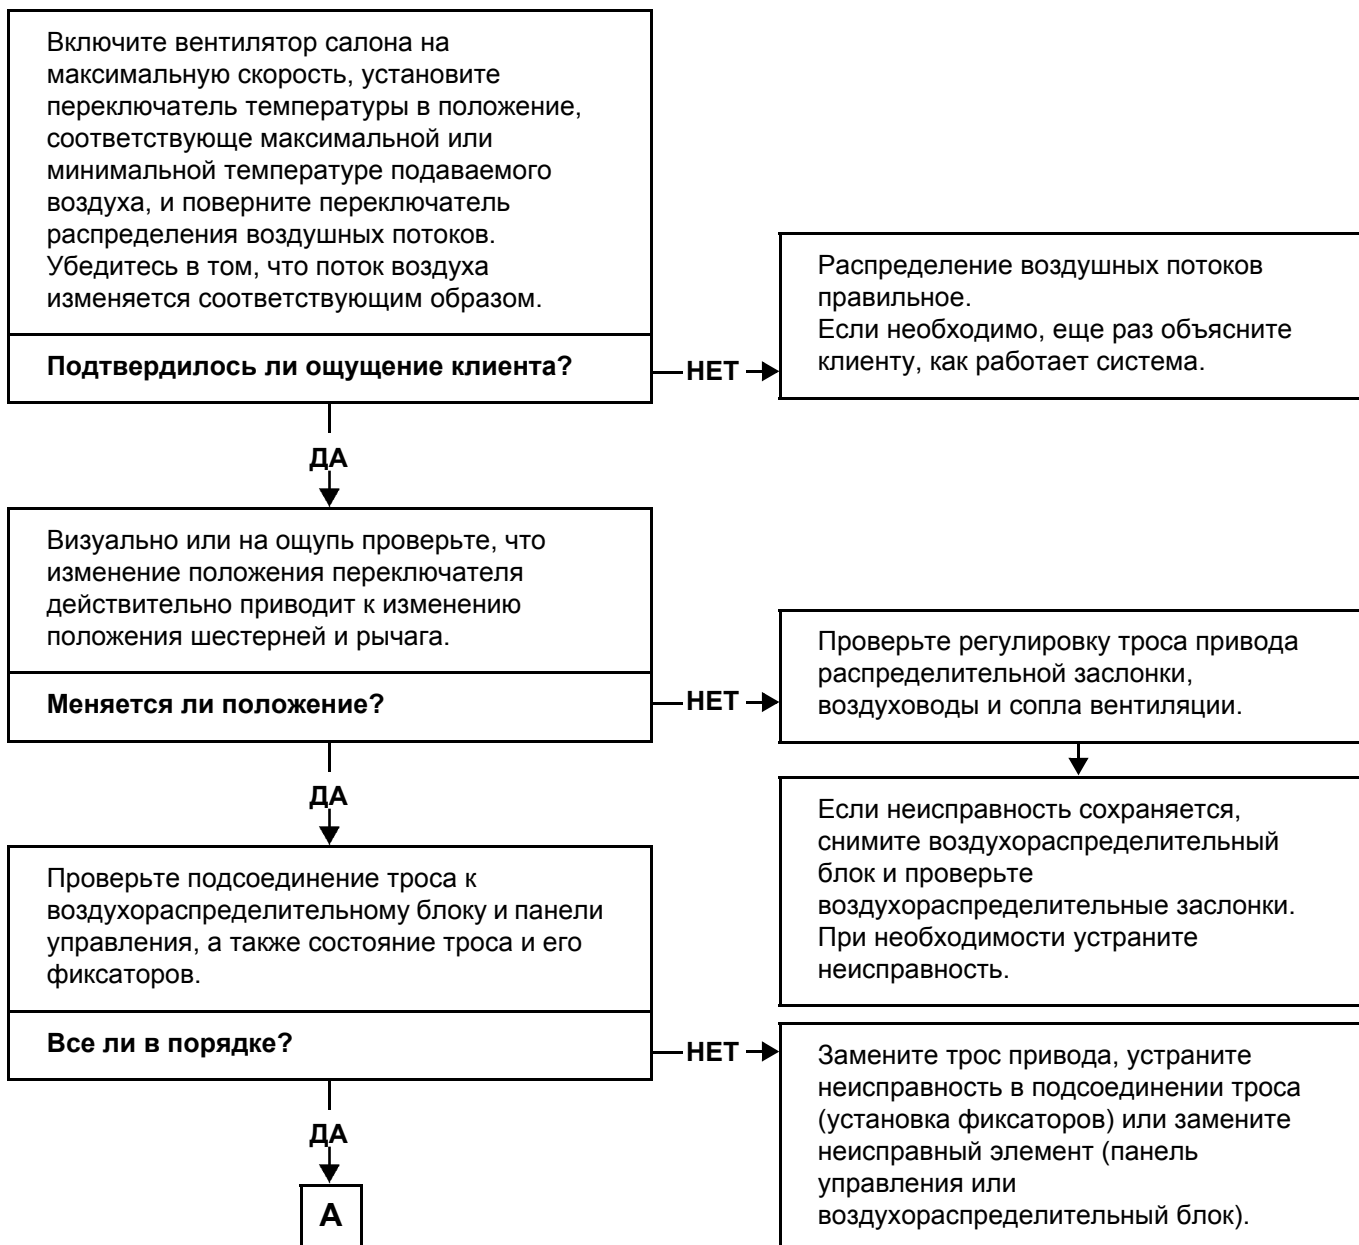 Включите вентилятор салона на
максимальную скорость, установите
переключатель температуры в положение,
соответствующе максимальной или
минимальной температуре подаваемого
воздуха, и поверните переключатель
распределения воздушных потоков.
Убедитесь в том, что поток воздуха
изменяется соответствующим образом.
Подтвердилось ли ощущение клиента?
НЕТ
Распределение воздушных потоков
правильное.
Если необходимо, еще раз объясните
клиенту, как работает система.
ДА
Визуально или на ощупь проверьте, что
изменение положения переключателя
действительно приводит к изменению
положения шестерней и рычага.
Меняется ли положение?
НЕТ
Проверьте регулировку троса привода
распределительной заслонки,
воздуховоды и сопла вентиляции.
Если неисправность сохраняется,
снимите воздухораспределительный
блок и проверьте
воздухораспределительные заслонки.
При необходимости устраните
неисправность.
ДА
Проверьте подсоединение троса к
воздухораспределительному блоку и панели
управления, а также состояние троса и его
фиксаторов.
Все ли в порядке?
НЕТ
Замените трос привода, устраните
неисправность в подсоединении троса
(установка фиксаторов) или замените
неисправный элемент (панель
управления или
воздухораспределительный блок).
ДА
А